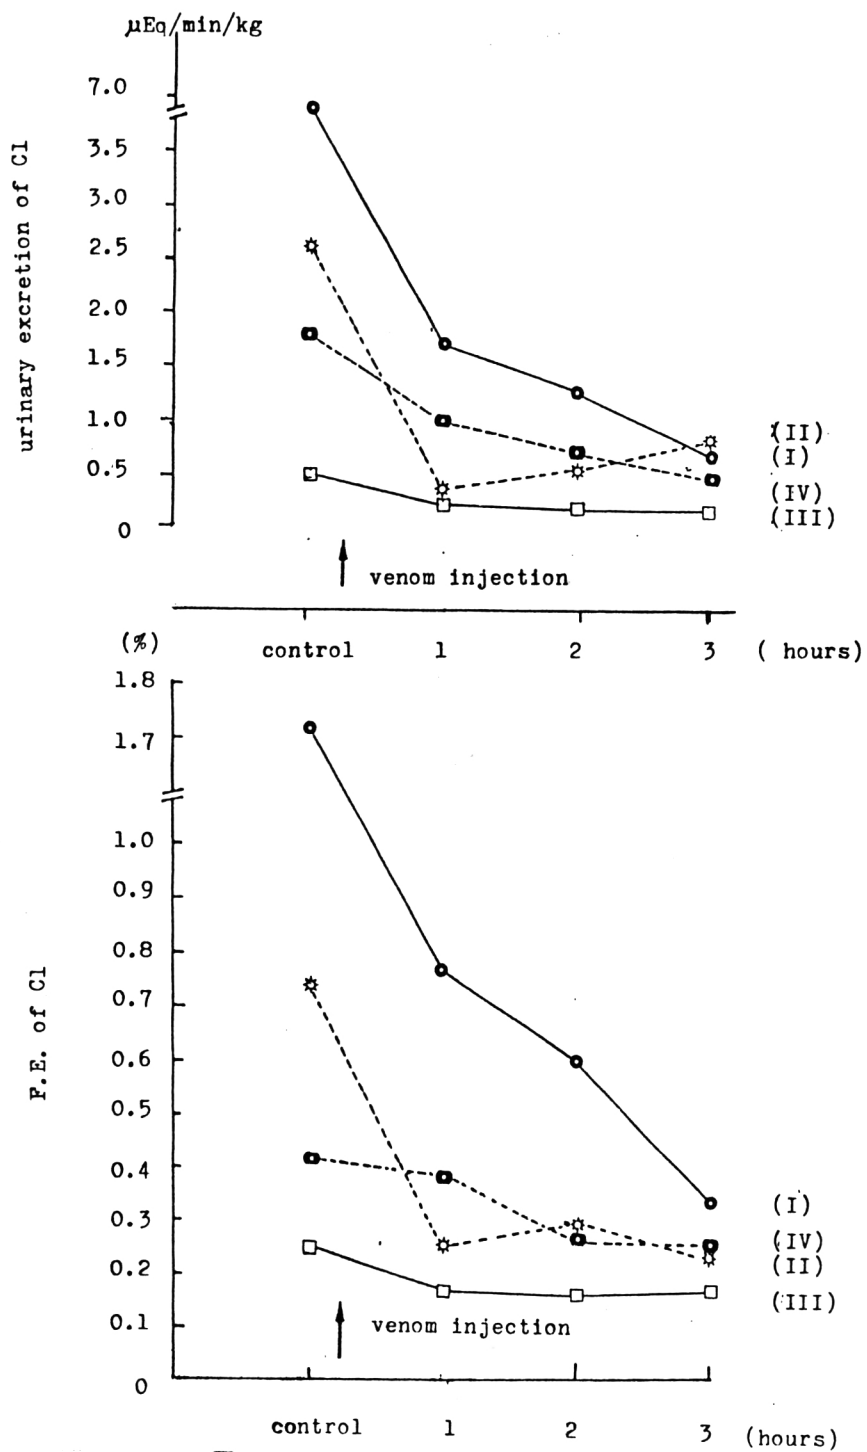 µEq/min/kg
7.0
3.5
3.0
2.5
2.0
1.5
1.0
0.5
0
urinary excretion of Cl
(II)
(I)
(IV)
(III)
venom injection
control 1 2 3 ( hours)
(%)
1.8
1.7
1.0
0.9
0.8
0.7
0.6
0.5
0.4
0.3
0.2
0.1
0
F.E. of Cl
(I)
(IV)
(II)
(III)
venom injection
control 1 2 3 (hours)